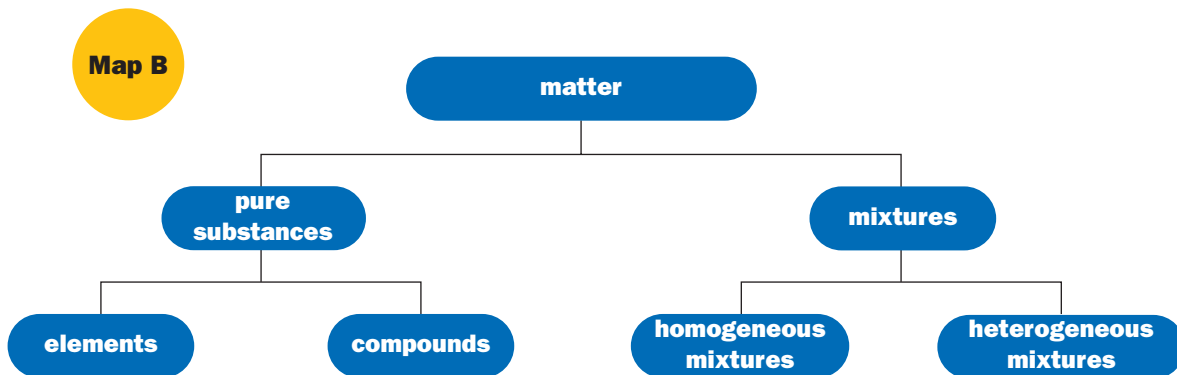 Map B
matter
pure
substances
mixtures
elements
compounds
homogeneous
mixtures
heterogeneous
mixtures